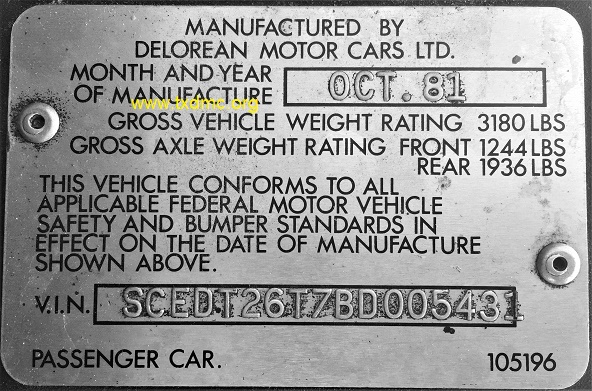 MANUFACTURED BY
DELOREAN MOTOR CARS LTD.
MONTH AND YEAR
OF MANUFACTURE
OCT. 81
www.txdmc.org
GROSS VEHICLE WEIGHT RATING 3180 LBS
GROSS AXLE WEIGHT RATING FRONT 1244 LBS
REAR 1936 LBS
THIS VEHICLE CONFORMS TO ALL
APPLICABLE FEDERAL MOTOR VEHICLE
SAFETY AND BUMPER STANDARDS IN
EFFECT ON THE DATE OF MANUFACTURE
SHOWN ABOVE.
V.I.N. SCEDT26T7BD005431
PASSENGER CAR. 105196